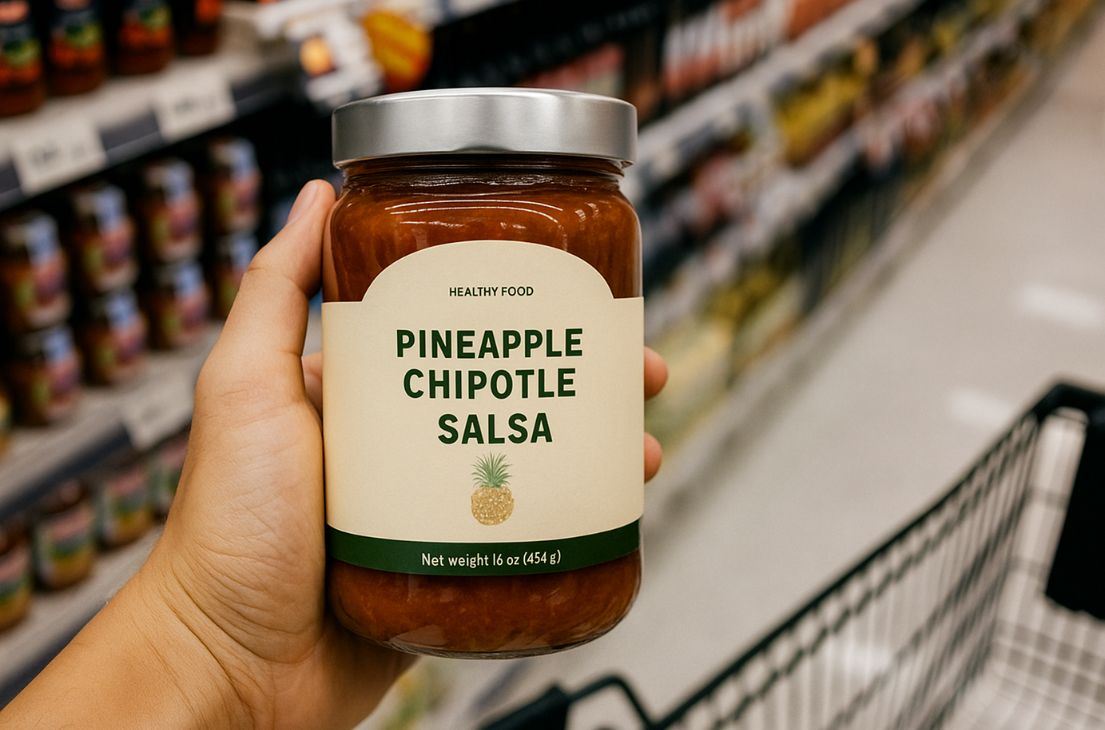 HEALTHY FOOD
PINEAPPLE
CHIPOTLE
SALSA
Net weight 16 oz (454 g)